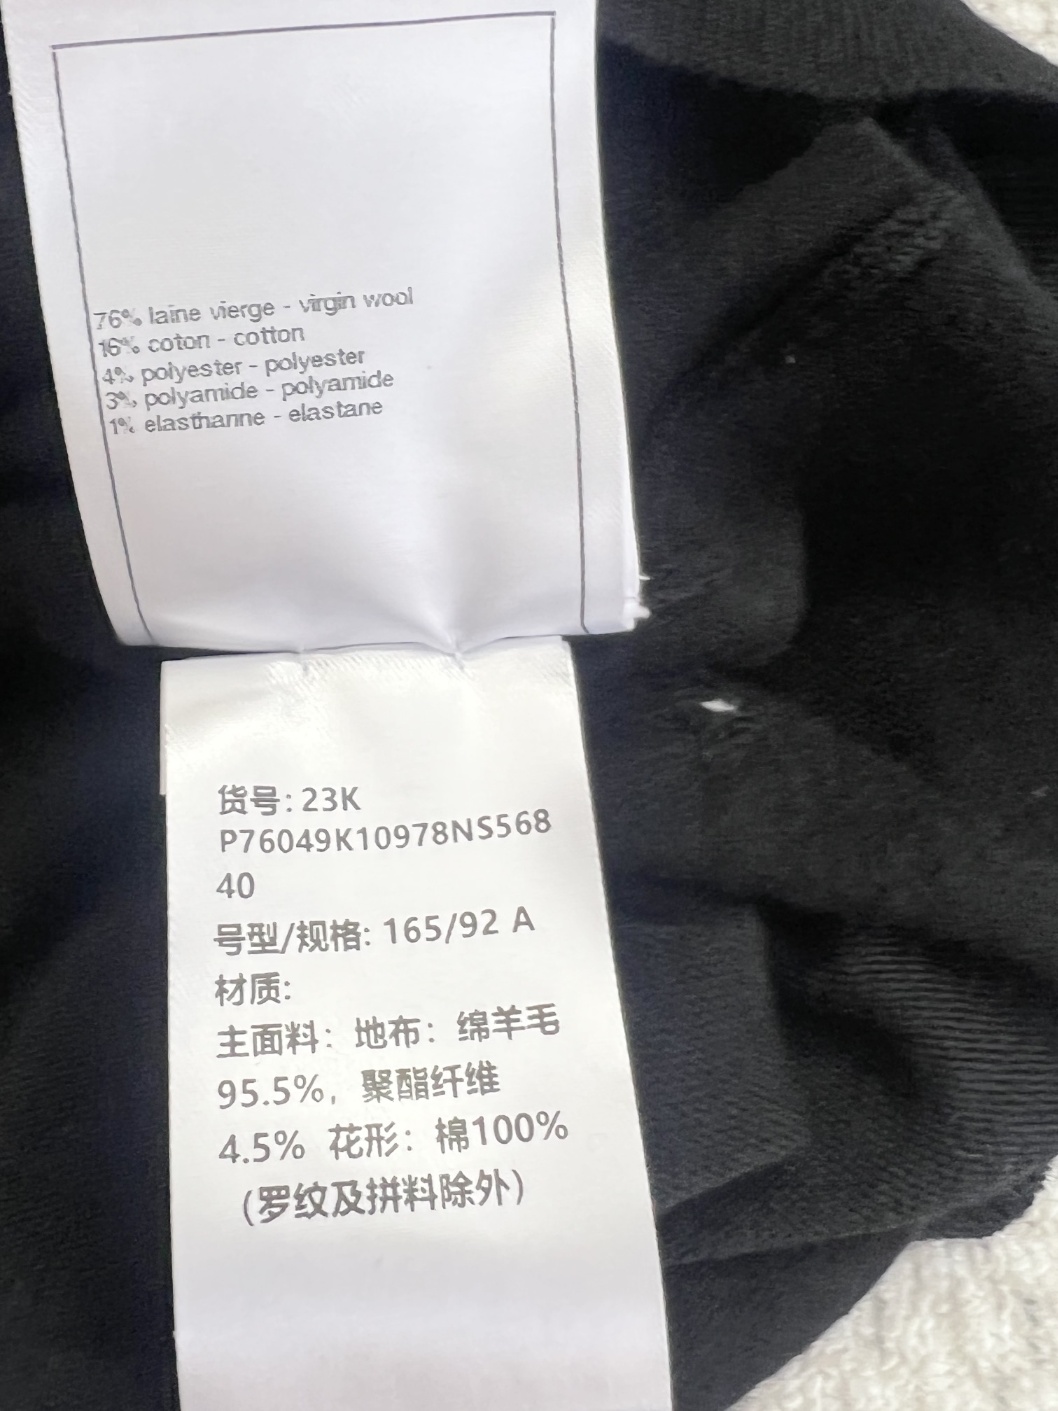 76% laine vierge - virgin wool
16% coton - cotton
4% polyester - polyester
3% polyamide - polyamide
1% elasthanne - elastane
货号: 23K
P76049K10978NS568
40
号型/规格: 165/92 A
材质:
主面料：地布：绵羊毛
95.5%，聚酯纤维
4.5% 花形：棉100%
（罗纹及拼料除外）